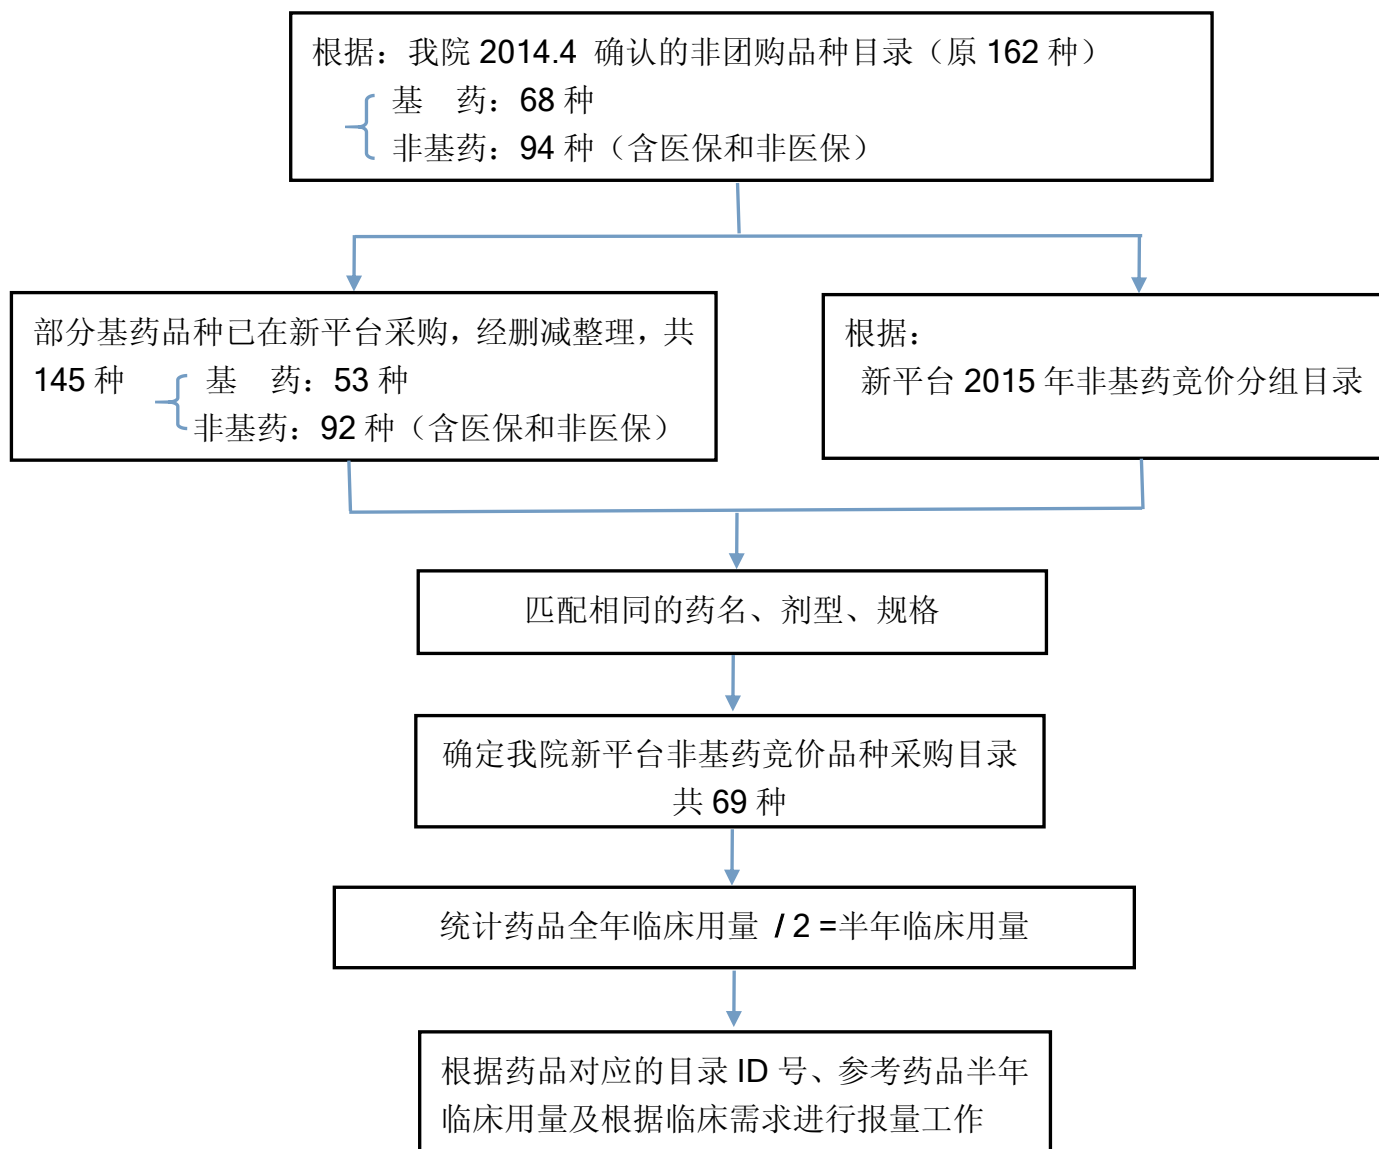 根据：我院 2014.4 确认的非团购品种目录（原 162 种）
基　药：68 种
非基药：94 种（含医保和非医保）
部分基药品种已在新平台采购，经删减整理，共
145 种　基　药：53 种
非基药：92 种（含医保和非医保）
根据：
新平台 2015 年非基药竞价分组目录
匹配相同的药名、剂型、规格
确定我院新平台非基药竞价品种采购目录
共 69 种
统计药品全年临床用量 / 2 =半年临床用量
根据药品对应的目录 ID 号、参考药品半年
临床用量及根据临床需求进行报量工作